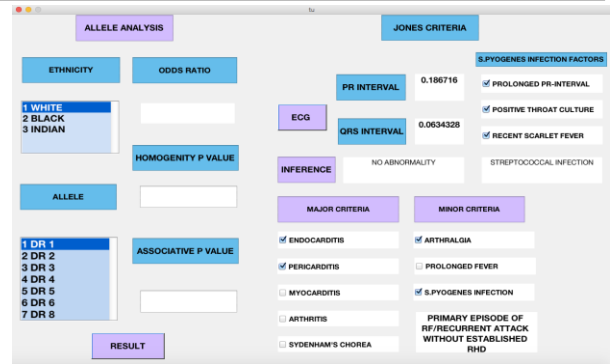 tu
ALLELE ANALYSIS
ETHNICITY
ODDS RATIO
1 WHITE
2 BLACK
3 INDIAN
HOMOGENITY P VALUE
ALLELE
1 DR 1
2 DR 2
3 DR 3
4 DR 4
5 DR 5
6 DR 6
7 DR 8
ASSOCIATIVE P VALUE
RESULT
JONES CRITERIA
S.PYOGENES INFECTION FACTORS
PR INTERVAL
0.186716
PROLONGED PR-INTERVAL
ECG
POSITIVE THROAT CULTURE
QRS INTERVAL
0.0634328
RECENT SCARLET FEVER
INFERENCE
NO ABNORMALITY
STREPTOCOCCAL INFECTION
MAJOR CRITERIA
MINOR CRITERIA
ENDOCARDITIS
ARTHRALGIA
PERICARDITIS
PROLONGED FEVER
MYOCARDITIS
S.PYOGENES INFECTION
ARTHRITIS
SYDENHAM'S CHOREA
PRIMARY EPISODE OF
RF/RECURRENT ATTACK
WITHOUT ESTABLISHED
RHD